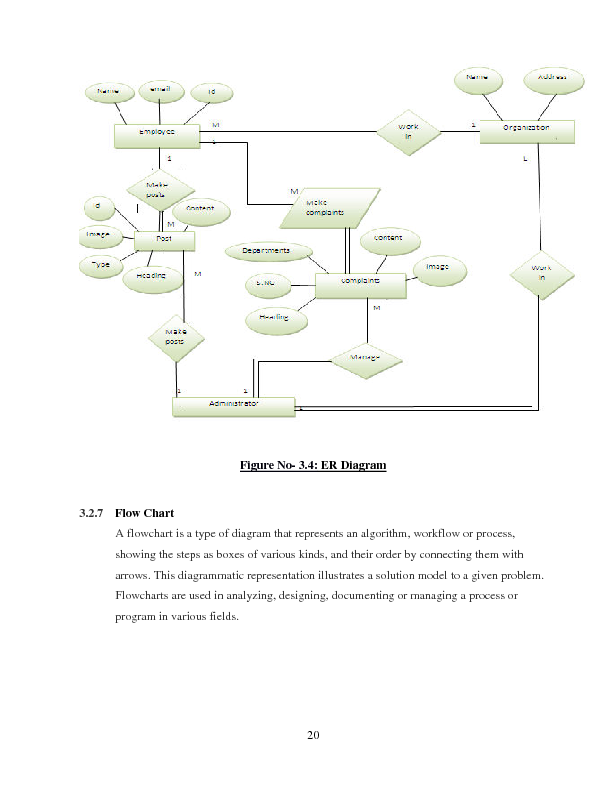 Name
email
Id
Name
Address
Employee
M
1
Work
in
1
Organization
1
L
Make
posts
M
Make
complaints
Id
Content
M
Image
Post
Content
Departments
Type
Heading
M
S.NO
Complaints
Image
Work
in
Heading
M
Make
posts
Manage
1
1
Administrator
1
Figure No- 3.4: ER Diagram
3.2.7 Flow Chart
A flowchart is a type of diagram that represents an algorithm, workflow or process,
showing the steps as boxes of various kinds, and their order by connecting them with
arrows. This diagrammatic representation illustrates a solution model to a given problem.
Flowcharts are used in analyzing, designing, documenting or managing a process or
program in various fields.
20